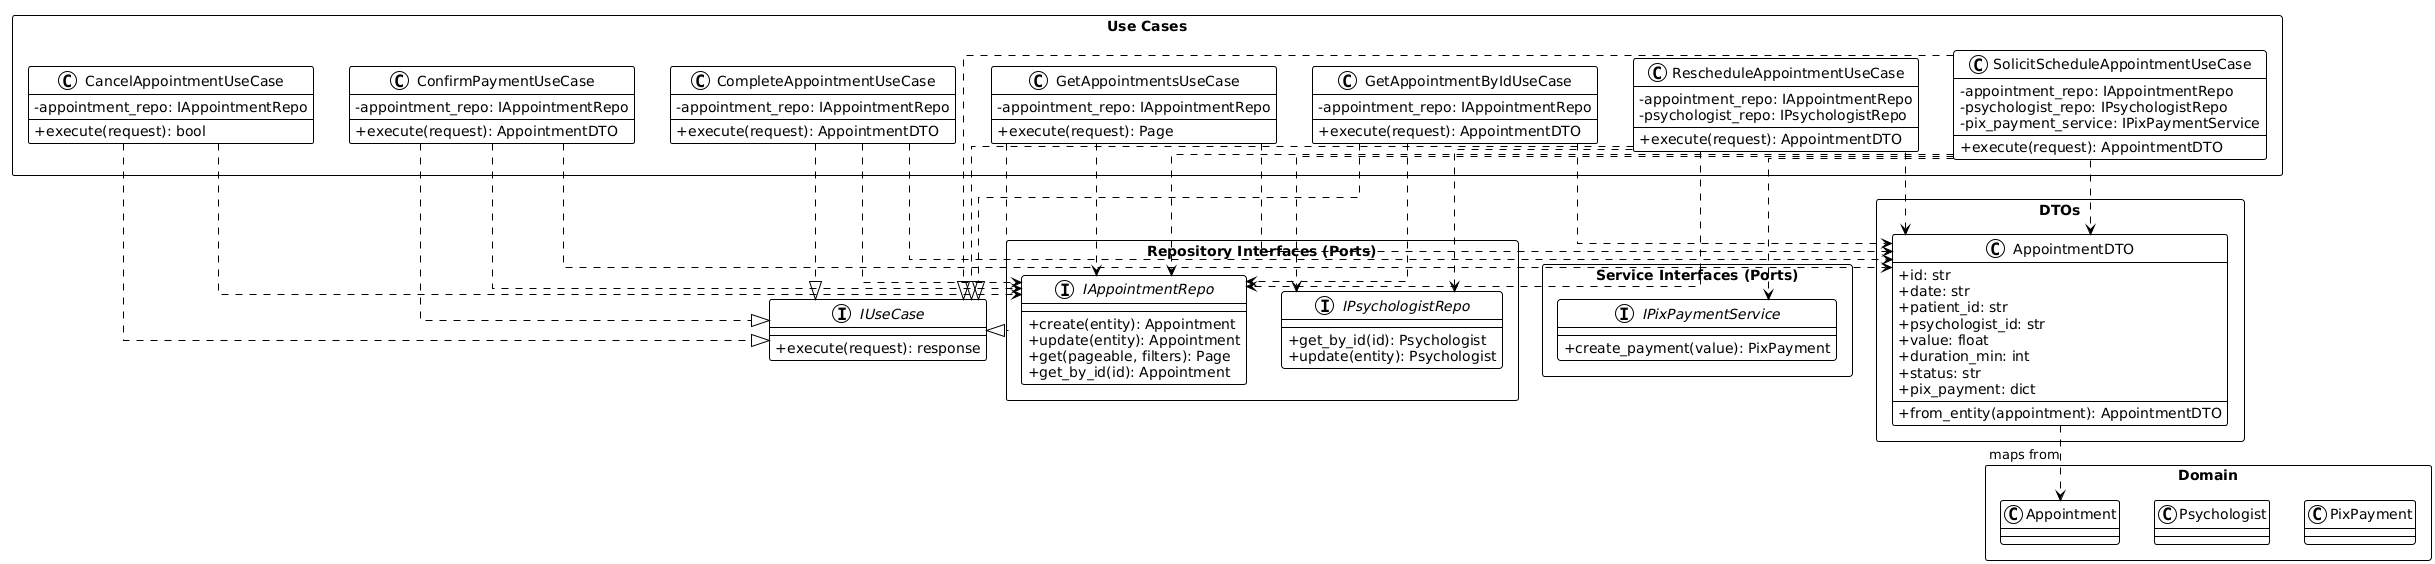 Use Cases
C CancelAppointmentUseCase
-appointment_repo: IAppointmentRepo
+execute(request): bool
C ConfirmPaymentUseCase
-appointment_repo: IAppointmentRepo
+execute(request): AppointmentDTO
C CompleteAppointmentUseCase
-appointment_repo: IAppointmentRepo
+execute(request): AppointmentDTO
C GetAppointmentsUseCase
-appointment_repo: IAppointmentRepo
+execute(request): Page
C GetAppointmentByIdUseCase
-appointment_repo: IAppointmentRepo
+execute(request): AppointmentDTO
C RescheduleAppointmentUseCase
-appointment_repo: IAppointmentRepo
-psychologist_repo: IPsychologistRepo
+execute(request): AppointmentDTO
C SolicitScheduleAppointmentUseCase
-appointment_repo: IAppointmentRepo
-psychologist_repo: IPsychologistRepo
-pix_payment_service: IPixPaymentService
+execute(request): AppointmentDTO
I IUseCase
+execute(request): response
Repository Interfaces (Ports)
I IAppointmentRepo
+create(entity): Appointment
+update(entity): Appointment
+get(pageable, filters): Page
+get_by_id(id): Appointment
I IPsychologistRepo
+get_by_id(id): Psychologist
+update(entity): Psychologist
Service Interfaces (Ports)
I IPixPaymentService
+create_payment(value): PixPayment
DTOs
C AppointmentDTO
+id: str
+date: str
+patient_id: str
+psychologist_id: str
+value: float
+duration_min: int
+status: str
+pix_payment: dict
+from_entity(appointment): AppointmentDTO
maps from
Domain
C Appointment
C Psychologist
C PixPayment